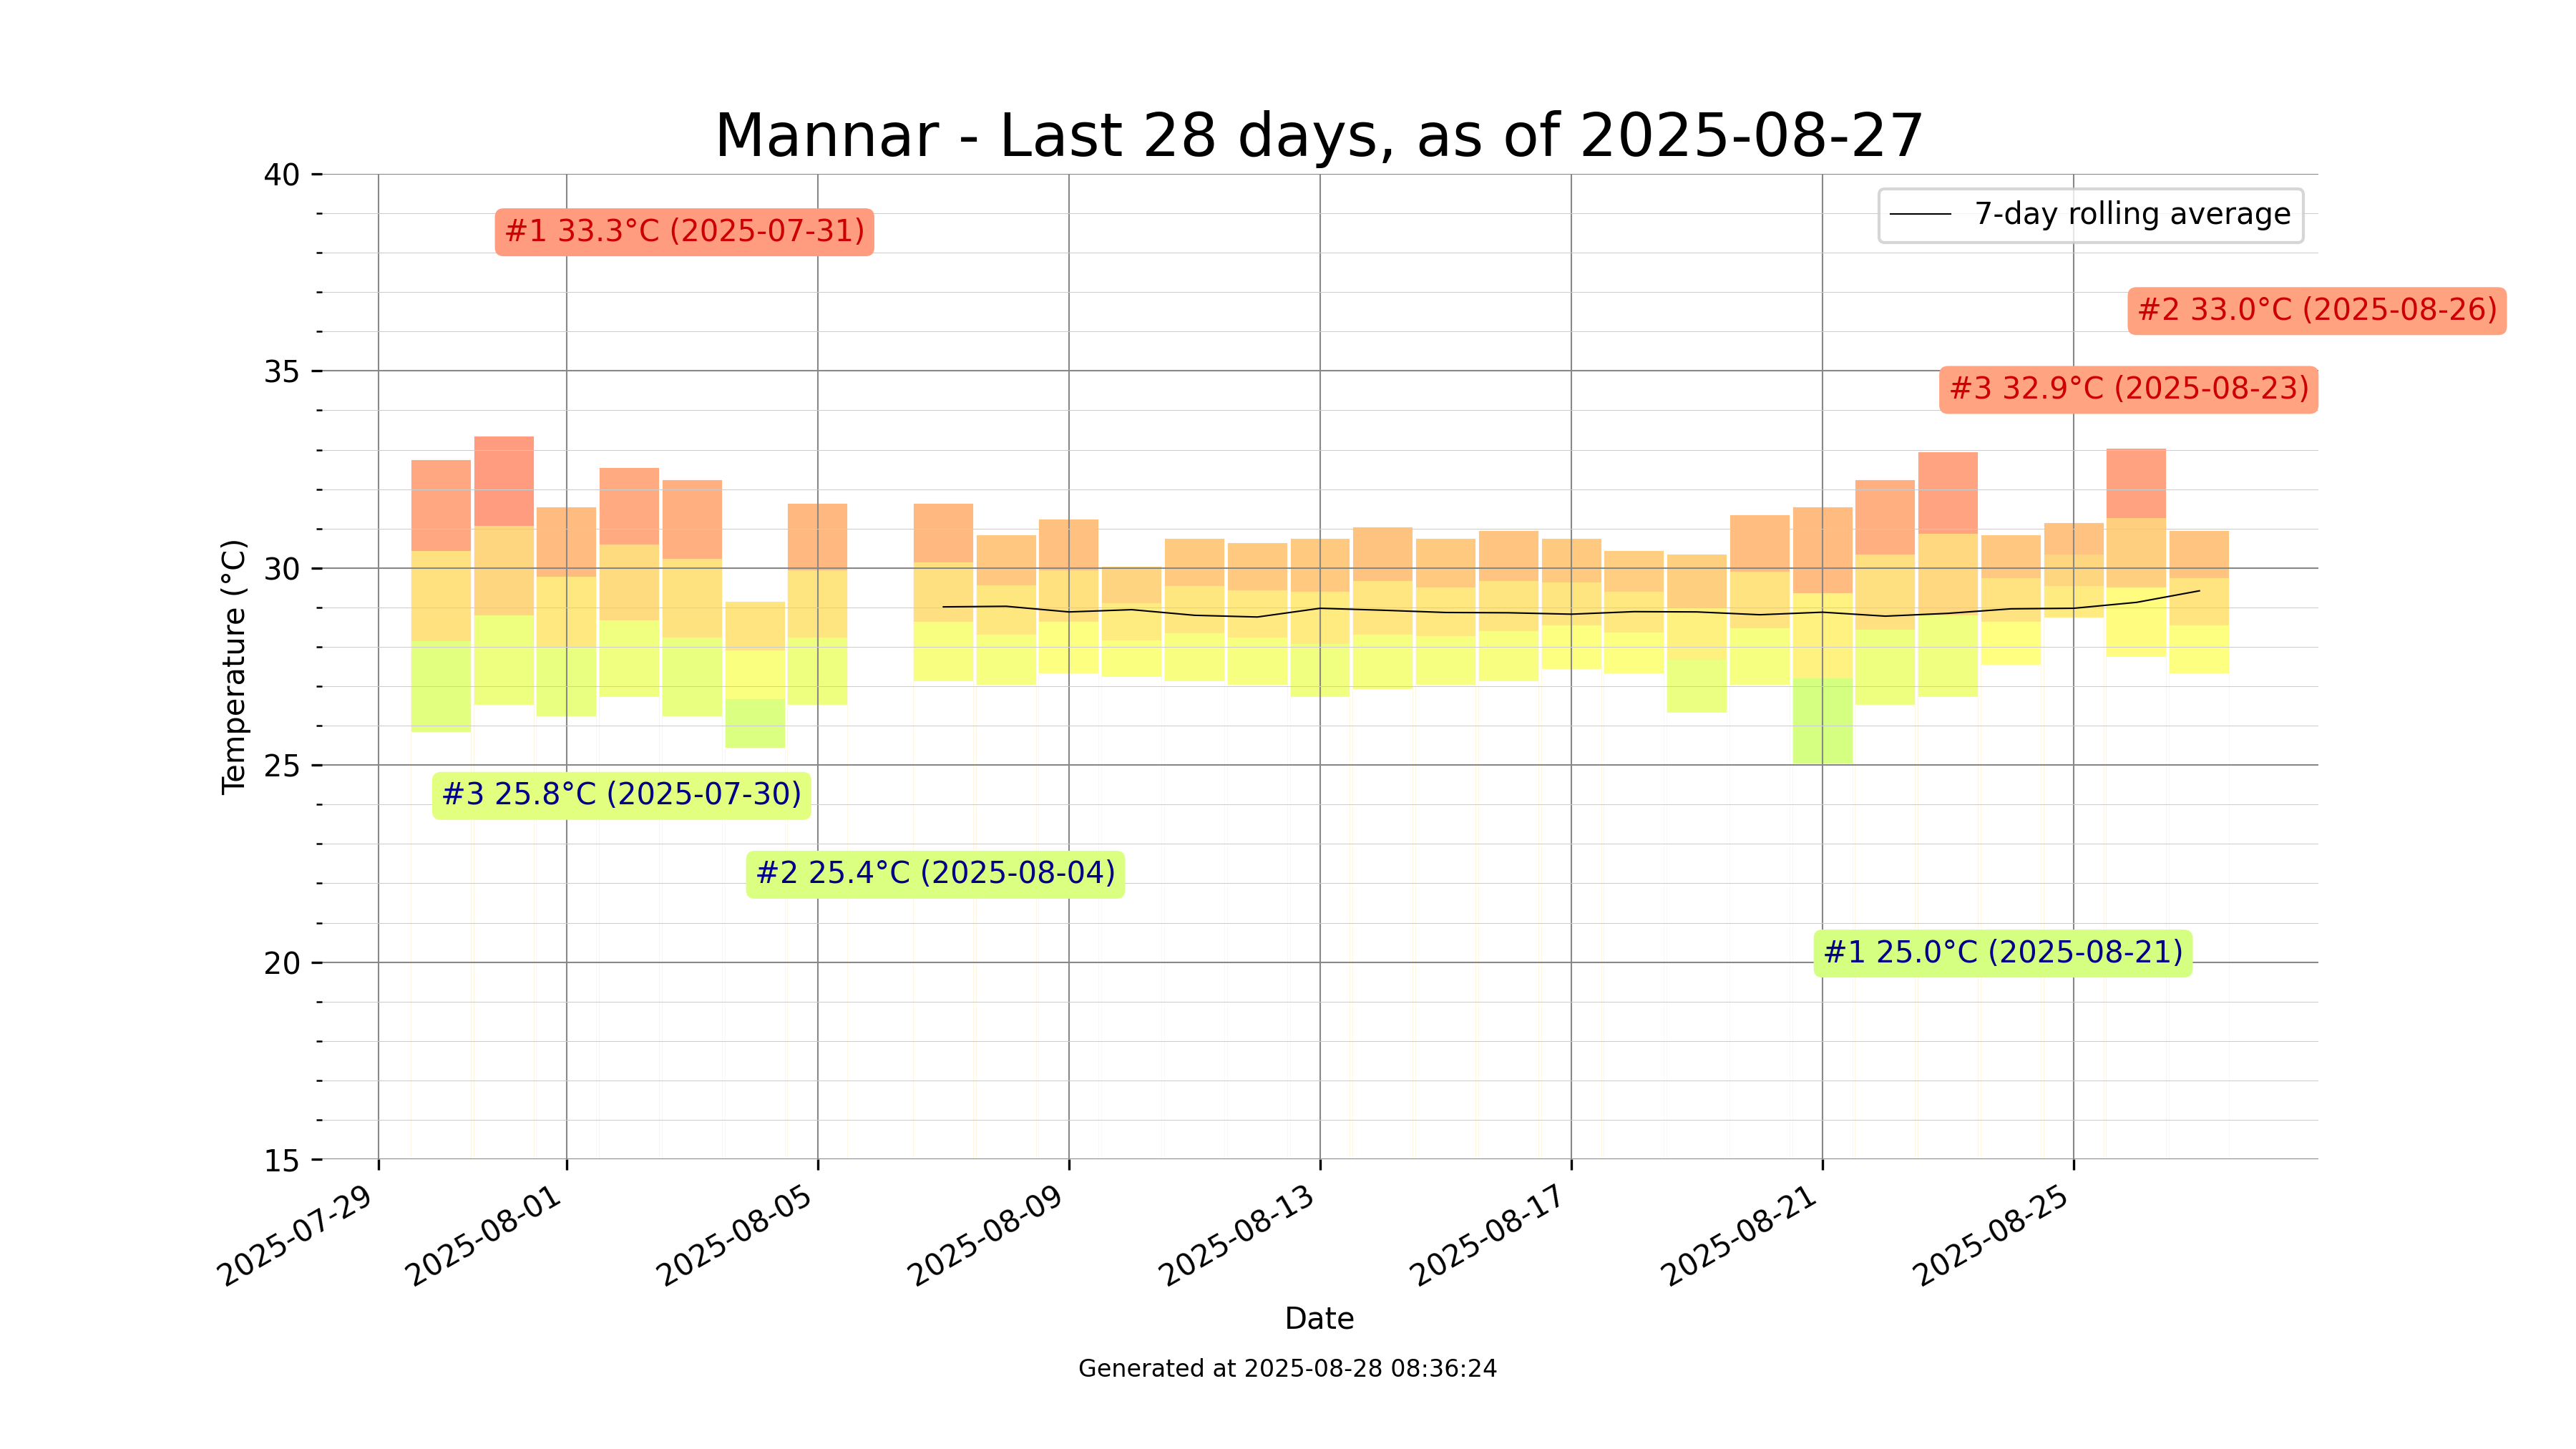 Mannar - Last 28 days, as of 2025-08-27
40
35
30
25
20
15
Temperature (°C)
7-day rolling average
#1 33.3°C (2025-07-31)
#2 33.0°C (2025-08-26)
#3 32.9°C (2025-08-23)
#3 25.8°C (2025-07-30)
#2 25.4°C (2025-08-04)
#1 25.0°C (2025-08-21)
2025-07-29
2025-08-01
2025-08-05
2025-08-09
2025-08-13
2025-08-17
2025-08-21
2025-08-25
Date
Generated at 2025-08-28 08:36:24